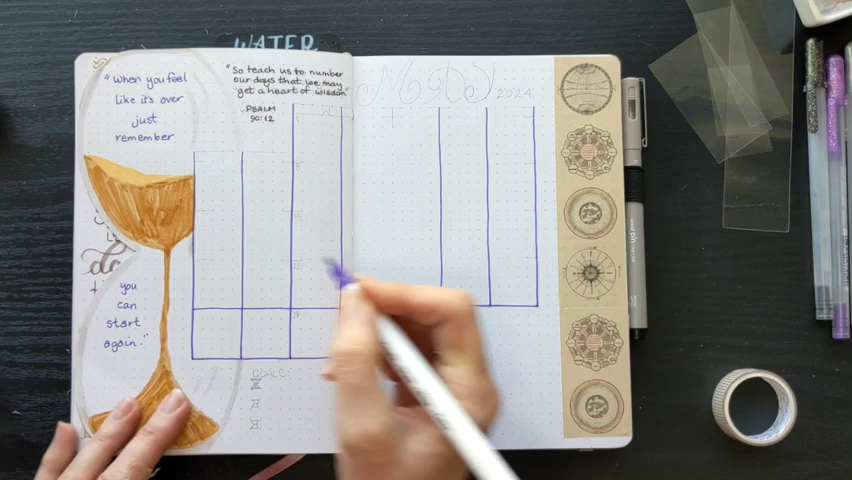 WATER
"When you feel
like it's over
just
remember
you
can
start
again."
"So teach us to number
our days that we may
get a heart of wisdom."
PSALM
90:12
GOALS:
May 2024